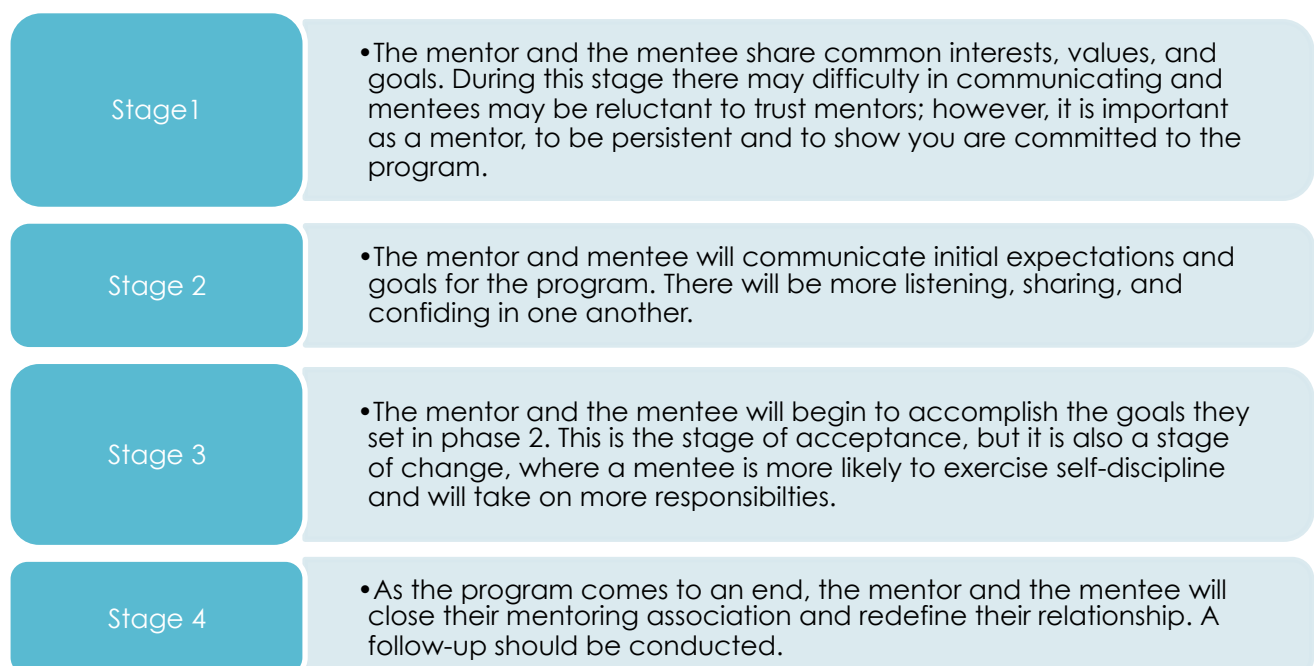 Stage1
•The mentor and the mentee share common interests, values, and
goals. During this stage there may difficulty in communicating and
mentees may be reluctant to trust mentors; however, it is important
as a mentor, to be persistent and to show you are committed to the
program.
Stage 2
•The mentor and mentee will communicate initial expectations and
goals for the program. There will be more listening, sharing, and
confiding in one another.
Stage 3
•The mentor and the mentee will begin to accomplish the goals they
set in phase 2. This is the stage of acceptance, but it is also a stage
of change, where a mentee is more likely to exercise self-discipline
and will take on more responsibilties.
Stage 4
•As the program comes to an end, the mentor and the mentee will
close their mentoring association and redefine their relationship. A
follow-up should be conducted.